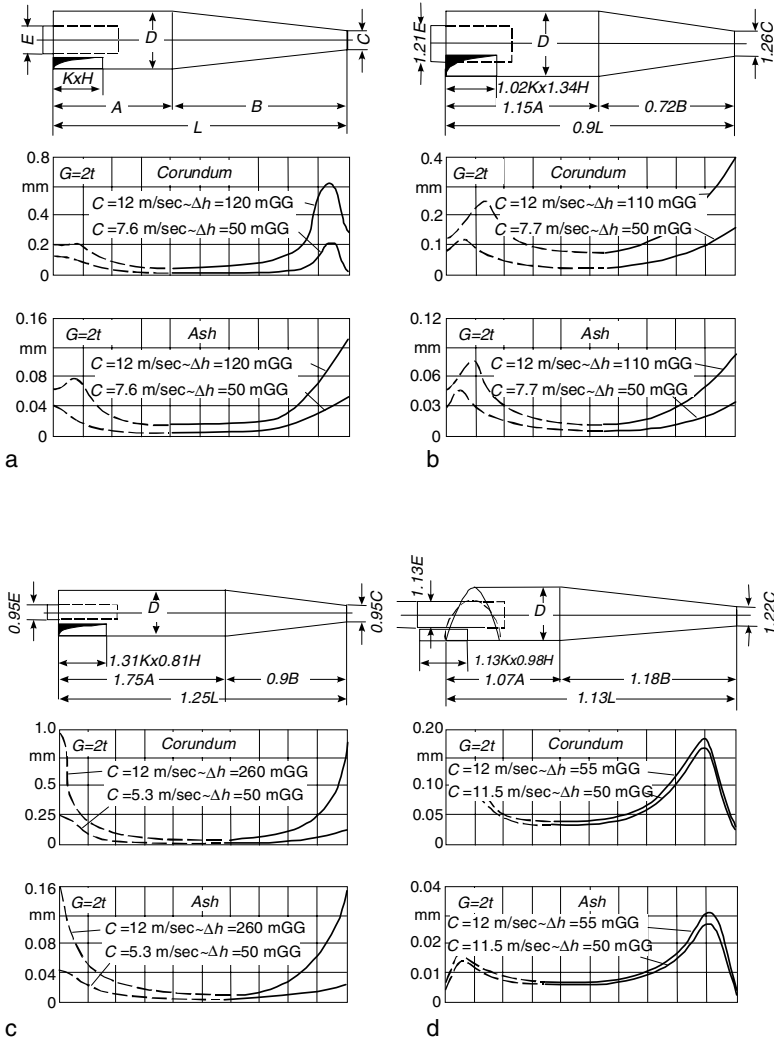 E
D
C
KxH
A
B
L
0.8
mm
0.4
0.2
0
G=2t
Corundum
C=12 m/sec~Δh=120 mGG
C=7.6 m/sec~Δh=50 mGG
0.16
mm
0.08
0.04
0
G=2t
Ash
C=12 m/sec~Δh=120 mGG
C=7.6 m/sec~Δh=50 mGG
a
1.21E
D
1.26C
1.02Kx1.34H
1.15A
0.72B
0.9L
0.4
mm
0.2
0.1
0
G=2t
Corundum
C=12 m/sec~Δh=110 mGG
C=7.7 m/sec~Δh=50 mGG
0.12
mm
0.06
0.03
0
G=2t
Ash
C=12 m/sec~Δh=110 mGG
C=7.7 m/sec~Δh=50 mGG
b
0.95E
D
0.95C
1.31Kx0.81H
1.75A
0.9B
1.25L
1.0
mm
0.5
0.25
0
G=2t
Corundum
C=12 m/sec~Δh=260 mGG
C=5.3 m/sec~Δh=50 mGG
0.16
mm
0.08
0.04
0
G=2t
Ash
C=12 m/sec~Δh=260 mGG
C=5.3 m/sec~Δh=50 mGG
c
1.13E
D
1.22C
1.13Kx0.98H
1.07A
1.18B
1.13L
0.20
mm
0.10
0.05
0
G=2t
Corundum
C=12 m/sec~Δh=55 mGG
C=11.5 m/sec~Δh=50 mGG
0.04
mm
0.02
0.01
0
G=2t
Ash
C=12 m/sec~Δh=55 mGG
C=11.5 m/sec~Δh=50 mGG
d